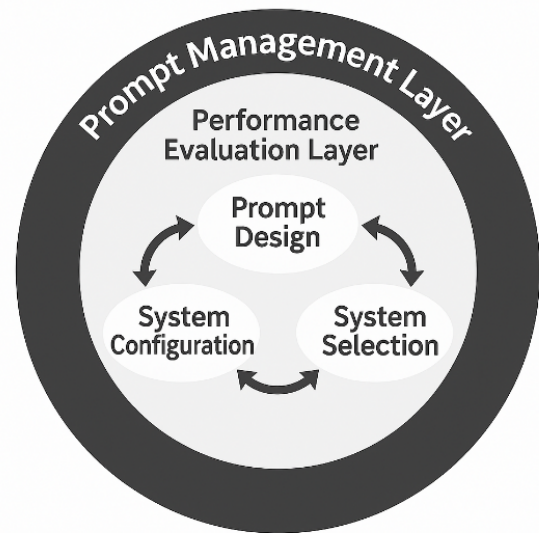 Prompt Management Layer
Performance
Evaluation Layer
Prompt
Design
System
Configuration
System
Selection